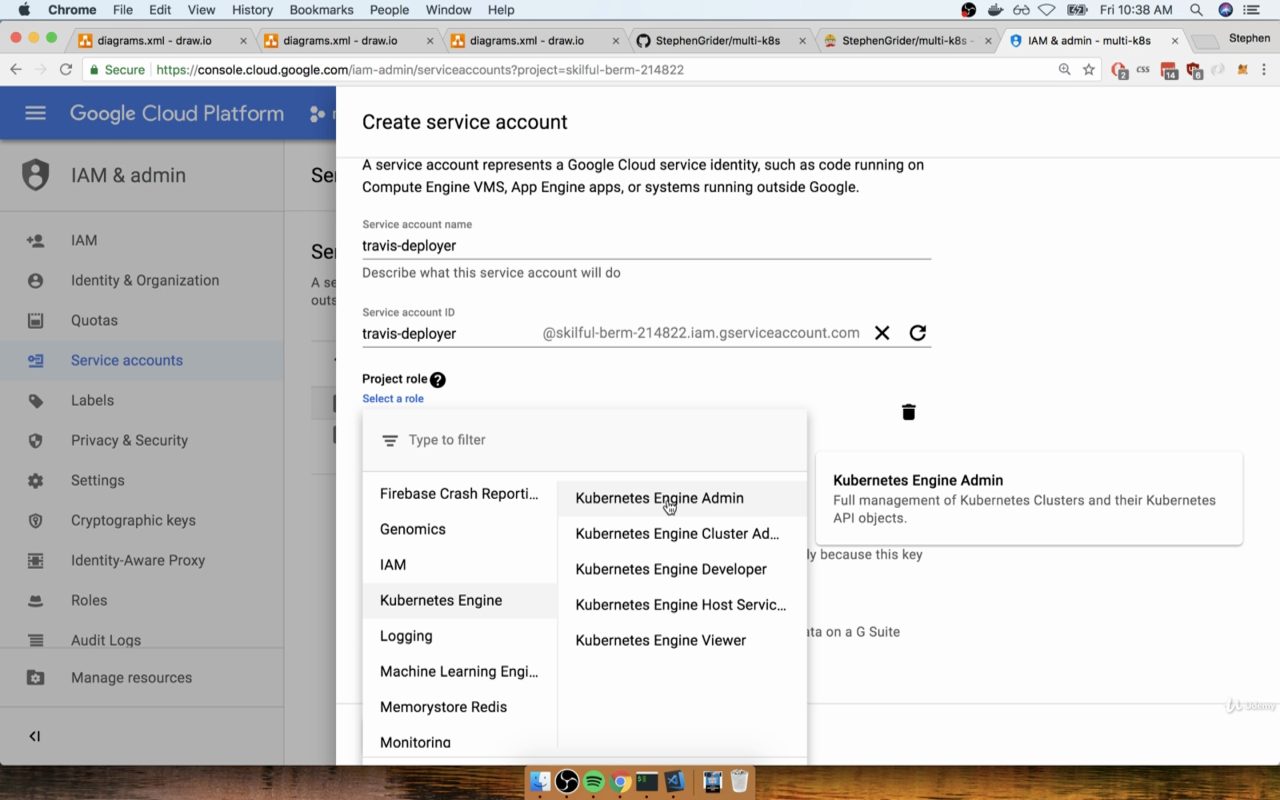 Chrome File Edit View History Bookmarks People Window Help Fri 10:38 AM
diagrams.xml - draw.io diagrams.xml - draw.io diagrams.xml - draw.io StephenGrider/multi-k8s StephenGrider/multi-k8s - IAM & admin - multi-k8s Stephen
Secure https://console.cloud.google.com/iam-admin/serviceaccounts?project=skilful-berm-214822 2 CSS 14 6
Google Cloud Platform
Create service account
A service account represents a Google Cloud service identity, such as code running on
Compute Engine VMS, App Engine apps, or systems running outside Google.
IAM & admin
Ser
Service account name
travis-deployer
Describe what this service account will do
IAM
Identity & Organization
Quotas
Service accounts
Labels
Privacy & Security
Settings
Cryptographic keys
Identity-Aware Proxy
Roles
Audit Logs
Manage resources
Ser
A se
outs
Service account ID
travis-deployer @skilful-berm-214822.iam.gserviceaccount.com
Project role
Select a role
Type to filter
Firebase Crash Reporti...
Genomics
IAM
Kubernetes Engine
Logging
Machine Learning Engi...
Memorystore Redis
Monitoring
Kubernetes Engine Admin
Kubernetes Engine Cluster Ad...
Kubernetes Engine Developer
Kubernetes Engine Host Servic...
Kubernetes Engine Viewer
Kubernetes Engine Admin
Full management of Kubernetes Clusters and their Kubernetes
API objects.
ly because this key
ata on a G Suite
Udemy